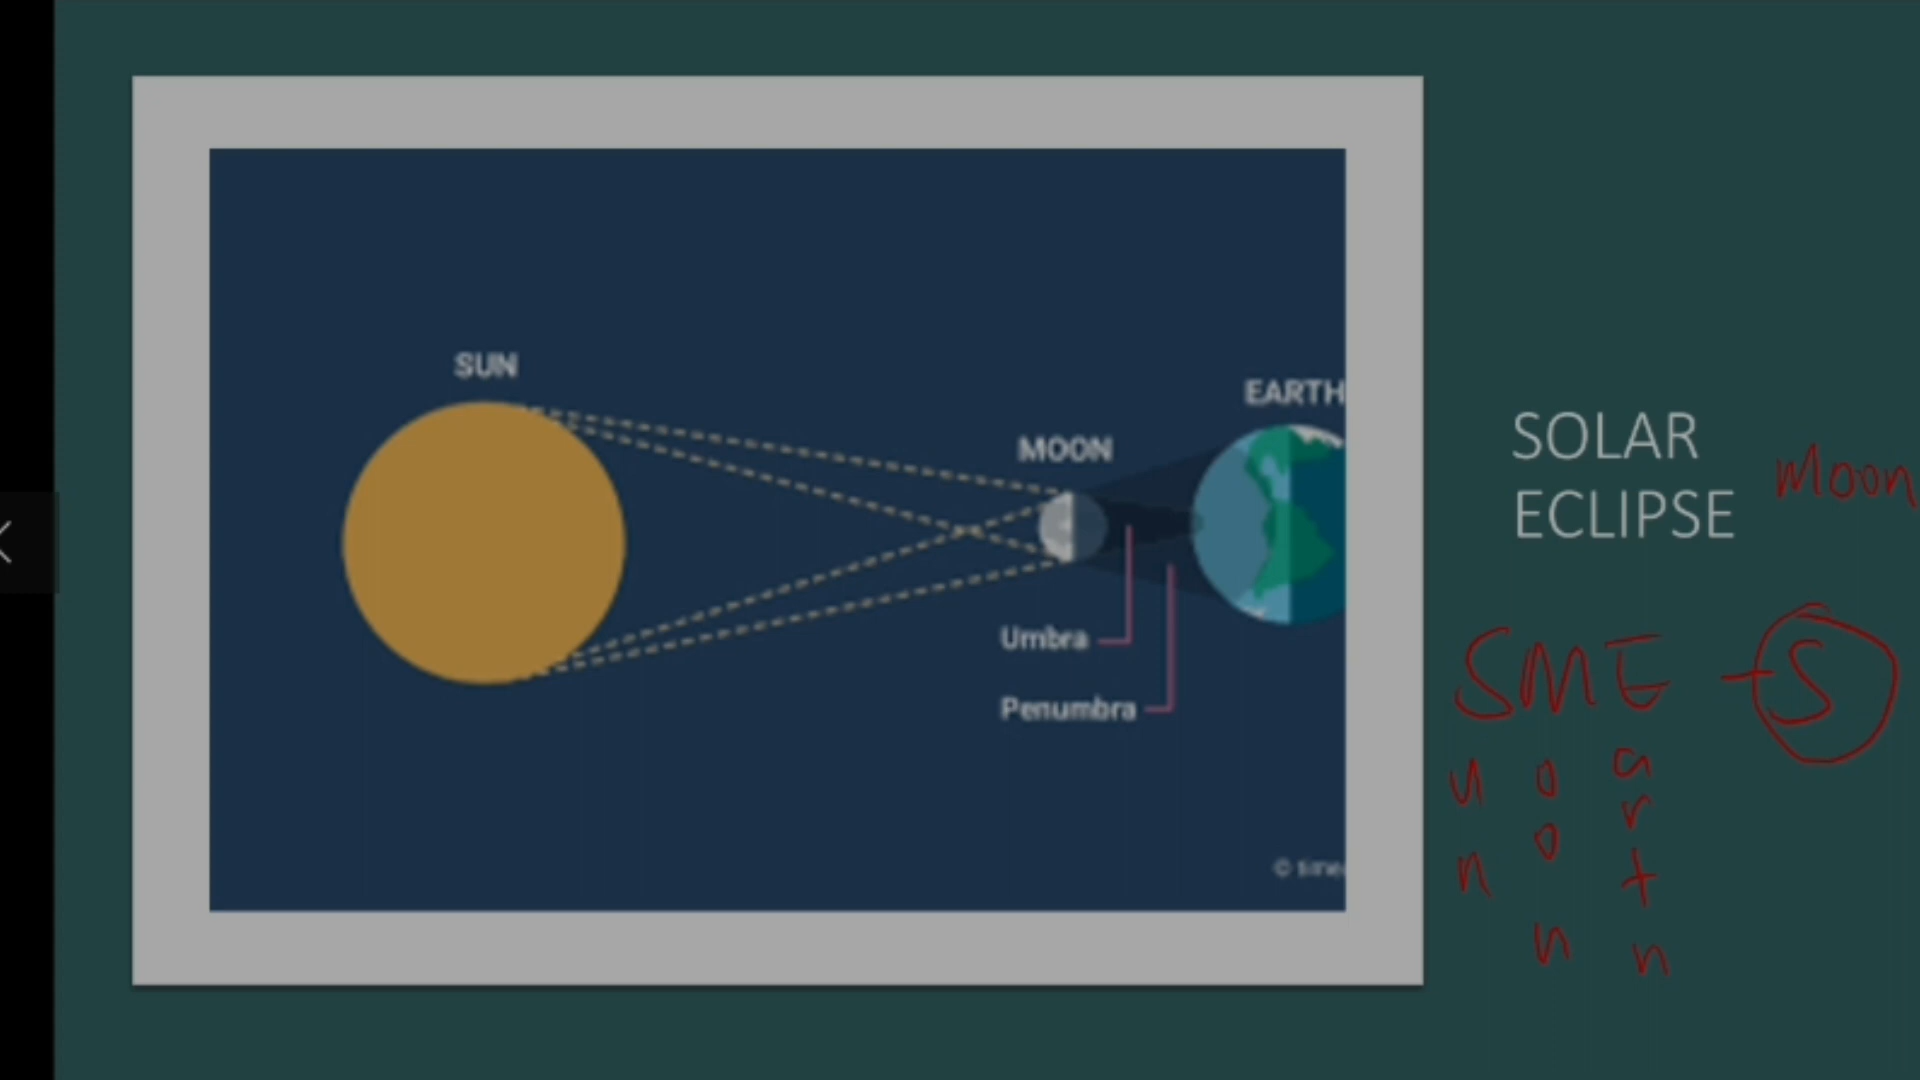 SUN
EARTH
MOON
Umbra
Penumbra
SOLAR
ECLIPSE
Moon
SME - S
u o a
n o r
n t
n